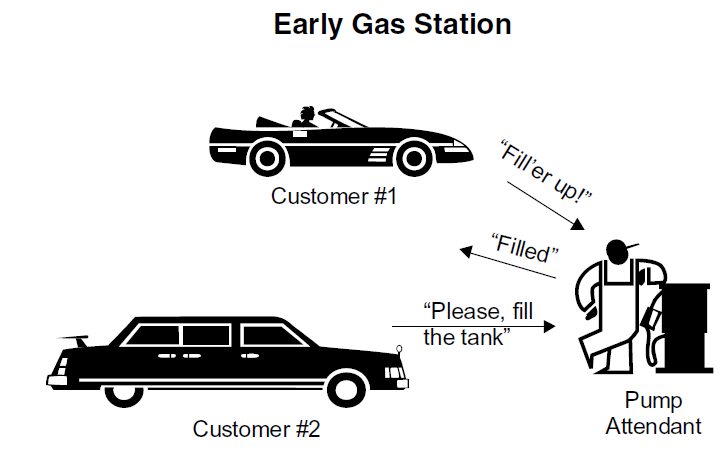 Early Gas Station
“Fill’er up!”
Customer #1
“Filled”
“Please, fill
the tank”
Pump
Attendant
Customer #2